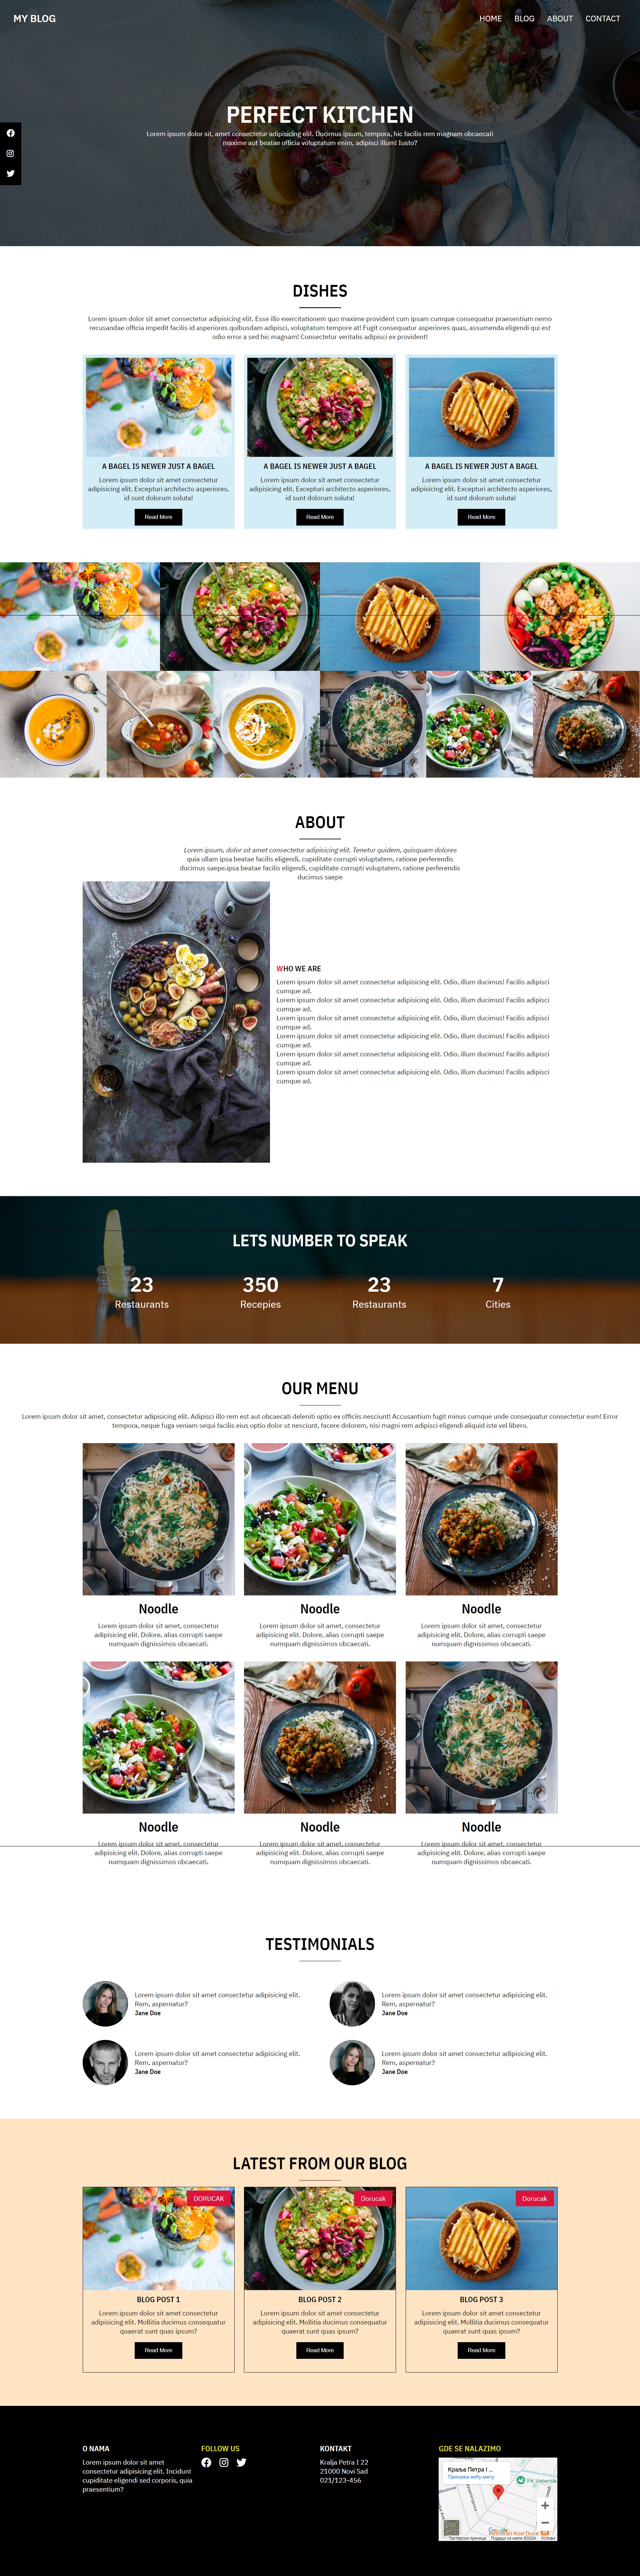 MY BLOG
HOME BLOG ABOUT CONTACT
PERFECT KITCHEN
Lorem ipsum dolor sit, amet consectetur adipisicing elit. Ducimus ipsum, tempora, hic facilis rem magnam obcaecati
maxime aut beatae officia voluptatum enim, adipisci illum! Iusto?
DISHES
Lorem ipsum dolor sit amet consectetur adipisicing elit. Esse illo exercitationem quo maxime provident cum ipsam cumque consequatur praesentium nemo
recusandae officia impedit facilis id asperiores quibusdam adipisci, voluptatum tempore at! Fugit consequatur asperiores quas, assumenda eligendi qui est
odio error a sed hic magnam! Consectetur veritatis adipisci ex provident!
A BAGEL IS NEWER JUST A BAGEL
Lorem ipsum dolor sit amet consectetur
adipisicing elit. Excepturi architecto asperiores,
id sunt dolorum soluta!
Read More
A BAGEL IS NEWER JUST A BAGEL
Lorem ipsum dolor sit amet consectetur
adipisicing elit. Excepturi architecto asperiores,
id sunt dolorum soluta!
Read More
A BAGEL IS NEWER JUST A BAGEL
Lorem ipsum dolor sit amet consectetur
adipisicing elit. Excepturi architecto asperiores,
id sunt dolorum soluta!
Read More
ABOUT
Lorem ipsum, dolor sit amet consectetur adipisicing elit. Tenetur quidem, quisquam dolores
quia ullam ipsa beatae facilis eligendi, cupiditate corrupti voluptatem, ratione perferendis
ducimus saepe.ipsa beatae facilis eligendi, cupiditate corrupti voluptatem, ratione perferendis
ducimus saepe
WHO WE ARE
Lorem ipsum dolor sit amet consectetur adipisicing elit. Odio, illum ducimus! Facilis adipisci
cumque ad.
Lorem ipsum dolor sit amet consectetur adipisicing elit. Odio, illum ducimus! Facilis adipisci
cumque ad.
Lorem ipsum dolor sit amet consectetur adipisicing elit. Odio, illum ducimus! Facilis adipisci
cumque ad.
Lorem ipsum dolor sit amet consectetur adipisicing elit. Odio, illum ducimus! Facilis adipisci
cumque ad.
Lorem ipsum dolor sit amet consectetur adipisicing elit. Odio, illum ducimus! Facilis adipisci
cumque ad.
Lorem ipsum dolor sit amet consectetur adipisicing elit. Odio, illum ducimus! Facilis adipisci
cumque ad.
LETS NUMBER TO SPEAK
23
Restaurants
350
Recepies
23
Restaurants
7
Cities
OUR MENU
Lorem ipsum dolor sit amet, consectetur adipisicing elit. Adipisci illo rem est aut obcaecati deleniti optio ex officiis nesciunt! Accusantium fugit minus cumque unde consequatur consectetur eum! Error
tempora, neque fuga veniam sequi facilis eius optio dolor ut nesciunt, facere dolorem, nisi magni rem adipisci eligendi aliquid iste vel libero.
Noodle
Lorem ipsum dolor sit amet, consectetur
adipisicing elit. Dolore, alias corrupti saepe
numquam dignissimos obcaecati.
Noodle
Lorem ipsum dolor sit amet, consectetur
adipisicing elit. Dolore, alias corrupti saepe
numquam dignissimos obcaecati.
Noodle
Lorem ipsum dolor sit amet, consectetur
adipisicing elit. Dolore, alias corrupti saepe
numquam dignissimos obcaecati.
Noodle
Lorem ipsum dolor sit amet, consectetur
adipisicing elit. Dolore, alias corrupti saepe
numquam dignissimos obcaecati.
Noodle
Lorem ipsum dolor sit amet, consectetur
adipisicing elit. Dolore, alias corrupti saepe
numquam dignissimos obcaecati.
Noodle
Lorem ipsum dolor sit amet, consectetur
adipisicing elit. Dolore, alias corrupti saepe
numquam dignissimos obcaecati.
TESTIMONIALS
Lorem ipsum dolor sit amet consectetur adipisicing elit.
Rem, aspernatur?
Jane Doe
Lorem ipsum dolor sit amet consectetur adipisicing elit.
Rem, aspernatur?
Jane Doe
Lorem ipsum dolor sit amet consectetur adipisicing elit.
Rem, aspernatur?
Jane Doe
Lorem ipsum dolor sit amet consectetur adipisicing elit.
Rem, aspernatur?
Jane Doe
LATEST FROM OUR BLOG
DORUCAK
BLOG POST 1
Lorem ipsum dolor sit amet consectetur
adipisicing elit. Mollitia ducimus consequatur
quaerat sunt quas ipsum?
Read More
Dorucak
BLOG POST 2
Lorem ipsum dolor sit amet consectetur
adipisicing elit. Mollitia ducimus consequatur
quaerat sunt quas ipsum?
Read More
Dorucak
BLOG POST 3
Lorem ipsum dolor sit amet consectetur
adipisicing elit. Mollitia ducimus consequatur
quaerat sunt quas ipsum?
Read More
O NAMA
Lorem ipsum dolor sit amet
consectetur adipisicing elit. Incidunt
cupiditate eligendi sed corporis, quia
praesentium?
FOLLOW US
KONTAKT
Kralja Petra I 22
21000 Novi Sad
021/123-456
GDE SE NALAZIMO
Краља Петра I ...
Прикажи већу мапу
FK Veternik
Restoran Kod Doce
Google
Тастерске пречице Подаци са мапе ©2024 Услови